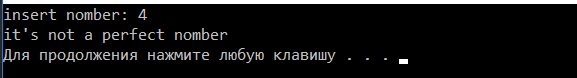 insert nomber: 4
it's not a perfect nomber
Для продолжения нажмите любую клавишу . . .